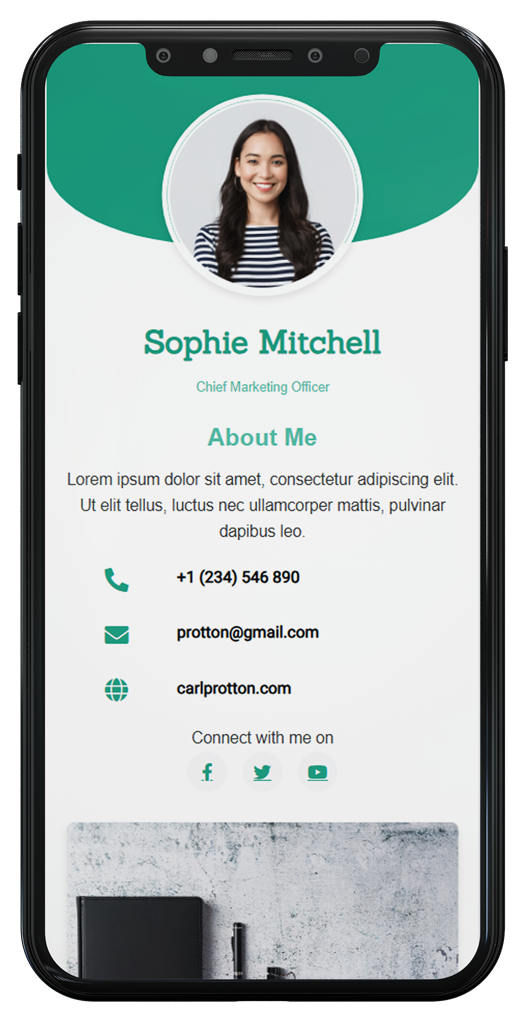 Sophie Mitchell
Chief Marketing Officer
About Me
Lorem ipsum dolor sit amet, consectetur adipiscing elit.
Ut elit tellus, luctus nec ullamcorper mattis, pulvinar
dapibus leo.
+1 (234) 546 890
protton@gmail.com
carlprotton.com
Connect with me on